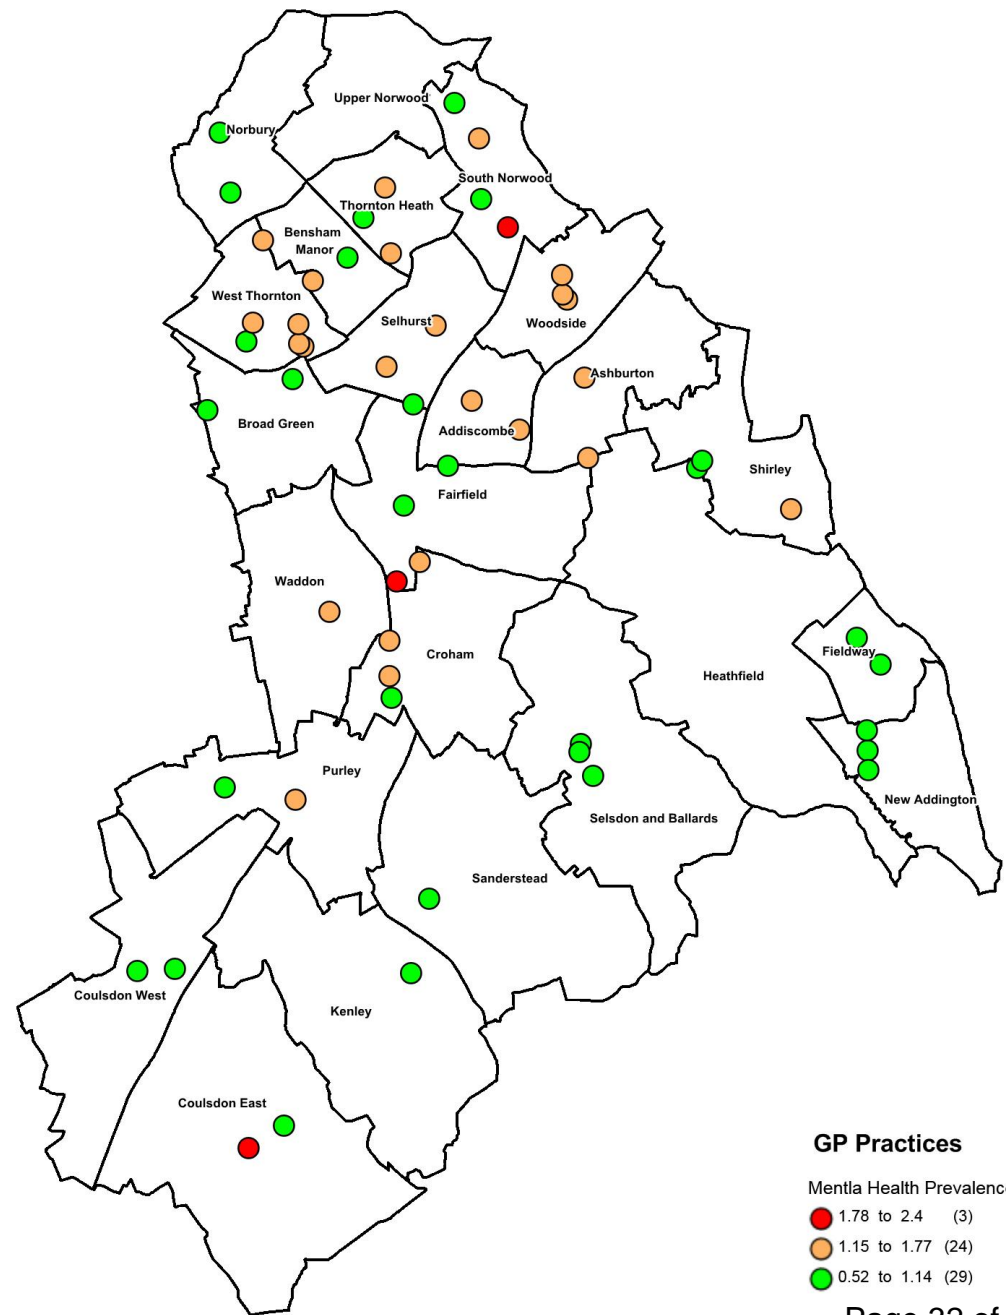 Upper Norwood
Norbury
South Norwood
Thornton Heath
Bensham
Manor
West Thornton
Selhurst
Woodside
Ashburton
Broad Green
Addiscombe
Shirley
Fairfield
Waddon
Croham
Fieldway
Heathfield
Purley
New Addington
Selsdon and Ballards
Sanderstead
Coulsdon West
Kenley
Coulsdon East
GP Practices
Mentla Health Prevalenc
1.78 to 2.4 (3)
1.15 to 1.77 (24)
0.52 to 1.14 (29)